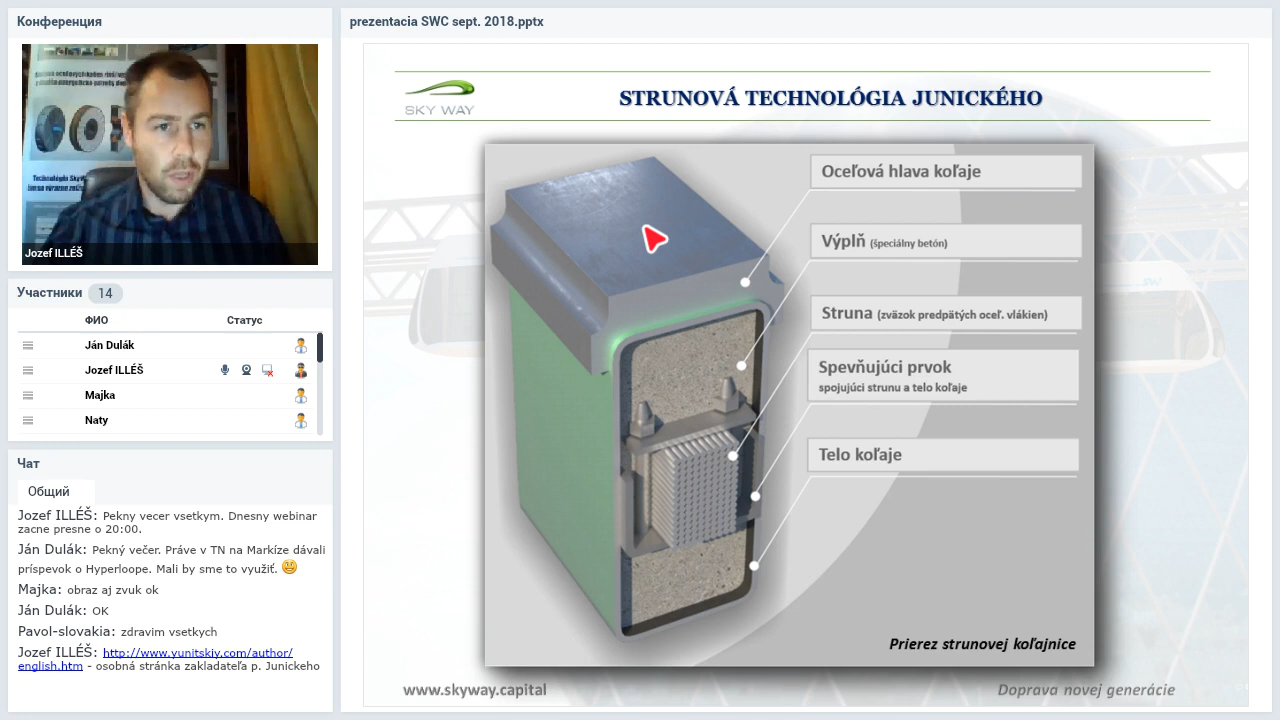 Конференция
Jozef ILLÉŠ
Участники 14
ФИО Статус
Ján Dulák
Jozef ILLÉŠ
Majka
Naty
Чат
Общий
Jozef ILLÉŠ: Pekny vecer vsetkym. Dnesny webinar
zacne presne o 20:00.
Ján Dulák: Pekný večer. Práve v TN na Markíze dávali
príspevok o Hyperloope. Mali by sme to využiť.
Majka: obraz aj zvuk ok
Ján Dulák: OK
Pavol-slovakia: zdravim vsetkych
Jozef ILLÉŠ: http://www.yunitskiy.com/author/
english.htm - osobná stránka zakladateľa p. Junickeho
prezentacia SWC sept. 2018.pptx
SKY WAY
STRUNOVÁ TECHNOLÓGIA JUNICKÉHO
Oceľová hlava koľaje
Výplň (špeciálny betón)
Struna (zväzok predpätých oceľ. vlákien)
Spevňujúci prvok
spojujúci strunu a telo koľaje
Telo koľaje
Prierez strunovej koľajnice
www.skyway.capital
Doprava novej generácie